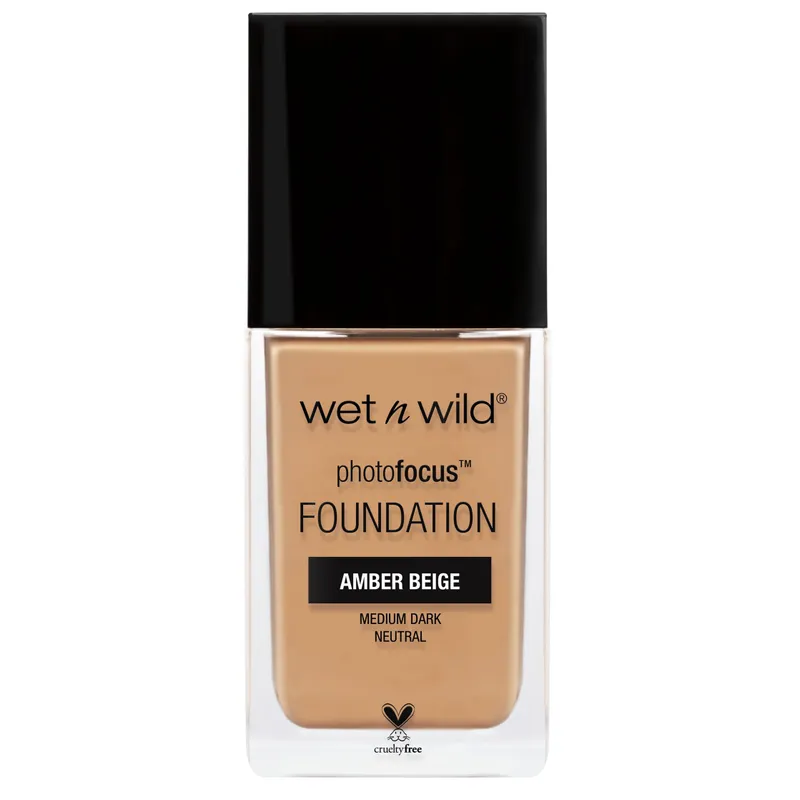 wet n wild®
photofocus™
FOUNDATION
AMBER BEIGE
MEDIUM DARK
NEUTRAL
crueltyfree